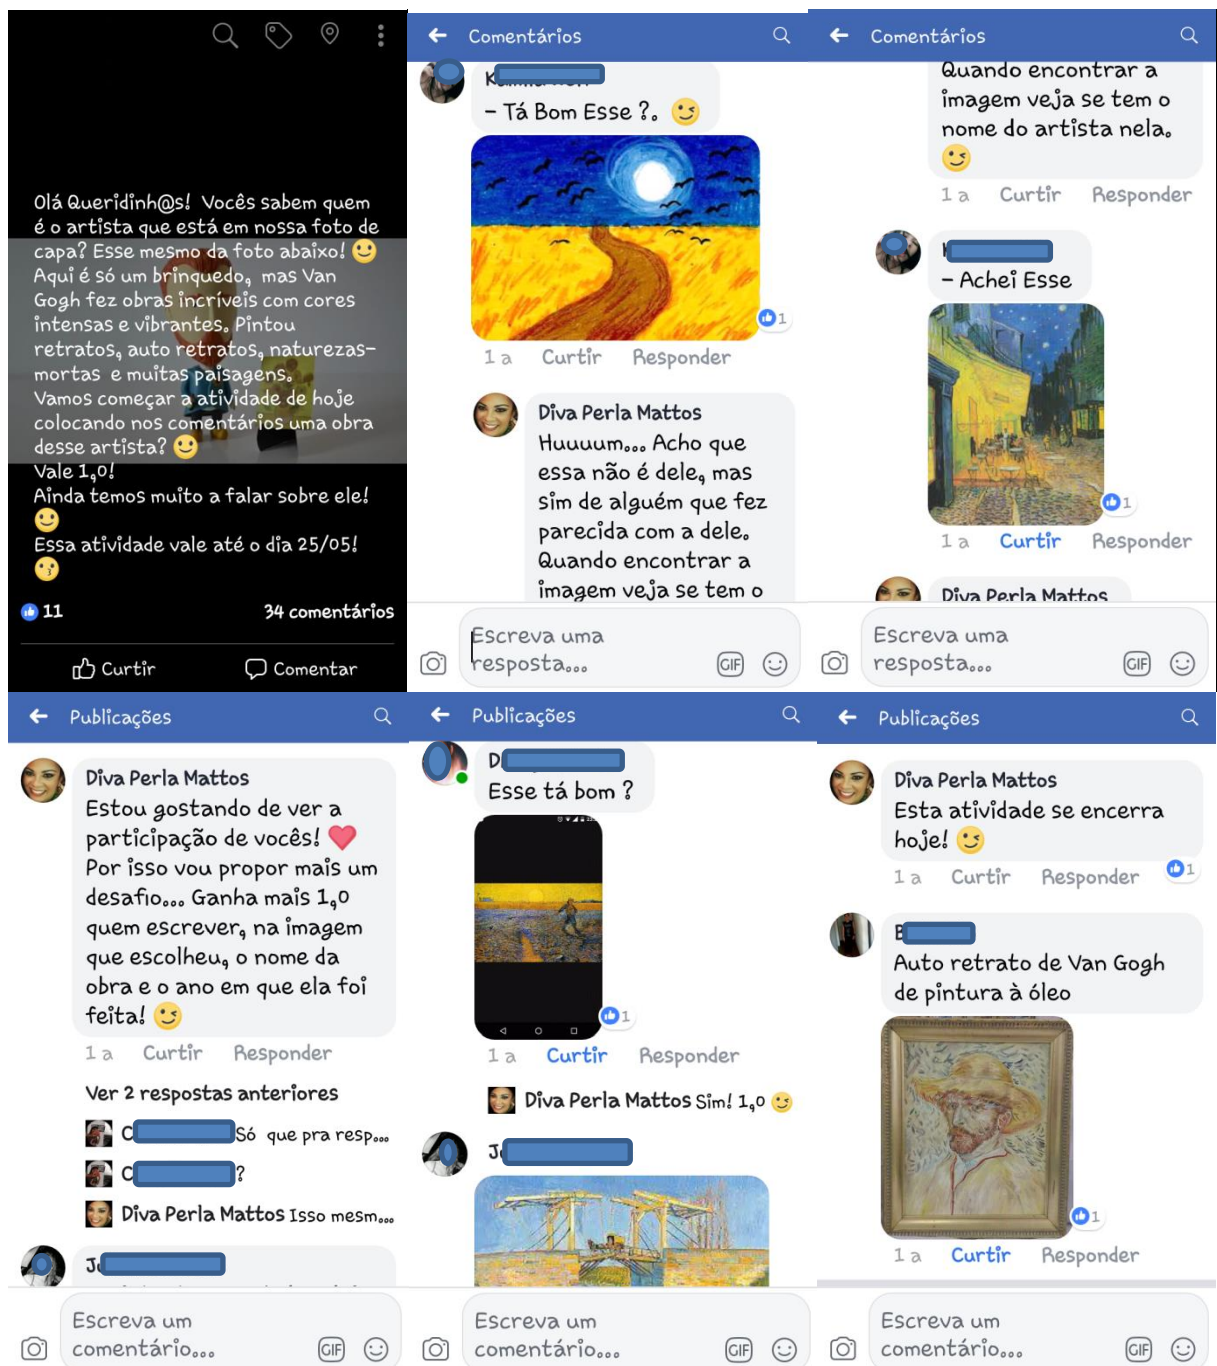 Olá Queridinh@s! Vocês sabem quem
é o artista que está em nossa foto de
capa? Esse mesmo da foto abaixo! 🙂
Aqui é só um brinquedo, mas Van
Gogh fez obras incríveis com cores
intensas e vibrantes. Pintou
retratos, auto retratos, naturezas-
mortas e muitas paisagens.
Vamos começar a atividade de hoje
colocando nos comentários uma obra
desse artista? 🙂
Vale 1,0!
Ainda temos muito a falar sobre ele!
🙂
Essa atividade vale até o dia 25/05!
😗
11 34 comentários
Curtir Comentar
Comentários
K
- Tá Bom Esse ?. 😉
1
1 a Curtir Responder
Diva Perla Mattos
Huuuum... Acho que
essa não é dele, mas
sim de alguém que fez
parecida com a dele.
Quando encontrar a
imagem veja se tem o
Escreva uma
resposta...
GIF
Comentários
Quando encontrar a
imagem veja se tem o
nome do artista nela.
😉
1 a Curtir Responder
- Achei Esse
1
1 a Curtir Responder
Diva Perla Mattos
Escreva uma
resposta...
GIF
Publicações
Diva Perla Mattos
Estou gostando de ver a
participação de vocês! ❤️
Por isso vou propor mais um
desafio... Ganha mais 1,0
quem escrever, na imagem
que escolheu, o nome da
obra e o ano em que ela foi
feita! 😉
1 a Curtir Responder
Ver 2 respostas anteriores
C Só que pra resp...
C ?
Diva Perla Mattos Isso mesm...
J
Escreva um
comentário...
GIF
Publicações
D
Esse tá bom ?
1
1 a Curtir Responder
Diva Perla Mattos Sim! 1,0 😉
J
Escreva um
comentário...
GIF
Publicações
Diva Perla Mattos
Esta atividade se encerra
hoje! 😉
1 a Curtir Responder 1
B
Auto retrato de Van Gogh
de pintura à óleo
1
1 a Curtir Responder
Escreva um
comentário...
GIF